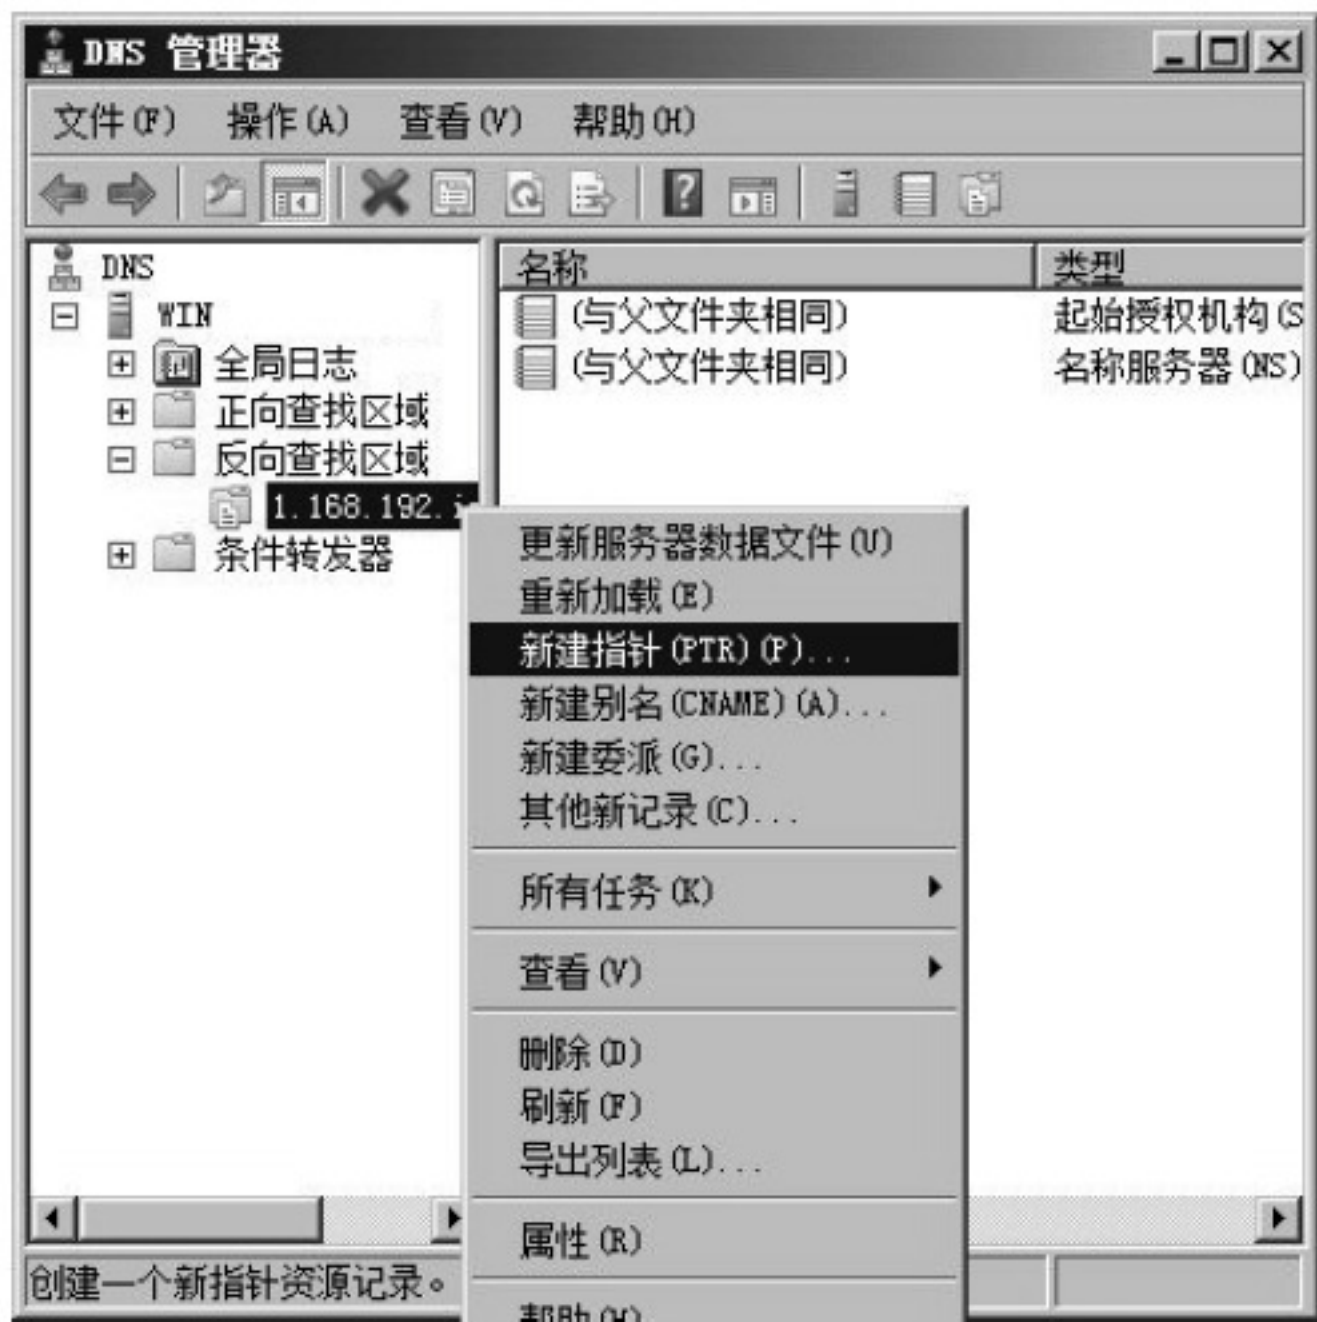 DNS 管理器
文件(F) 操作(A) 查看(V) 帮助(H)
DNS
WIN
全局日志
正向查找区域
反向查找区域
1.168.192.i
条件转发器
名称 类型
(与父文件夹相同) 起始授权机构(S
(与父文件夹相同) 名称服务器(NS)
更新服务器数据文件(U)
重新加载(E)
新建指针(PTR)(P)...
新建别名(CNAME)(A)...
新建委派(G)...
其他新记录(C)...
所有任务(K)
查看(V)
删除(D)
刷新(F)
导出列表(L)...
属性(R)
帮助(H)
创建一个新指针资源记录。